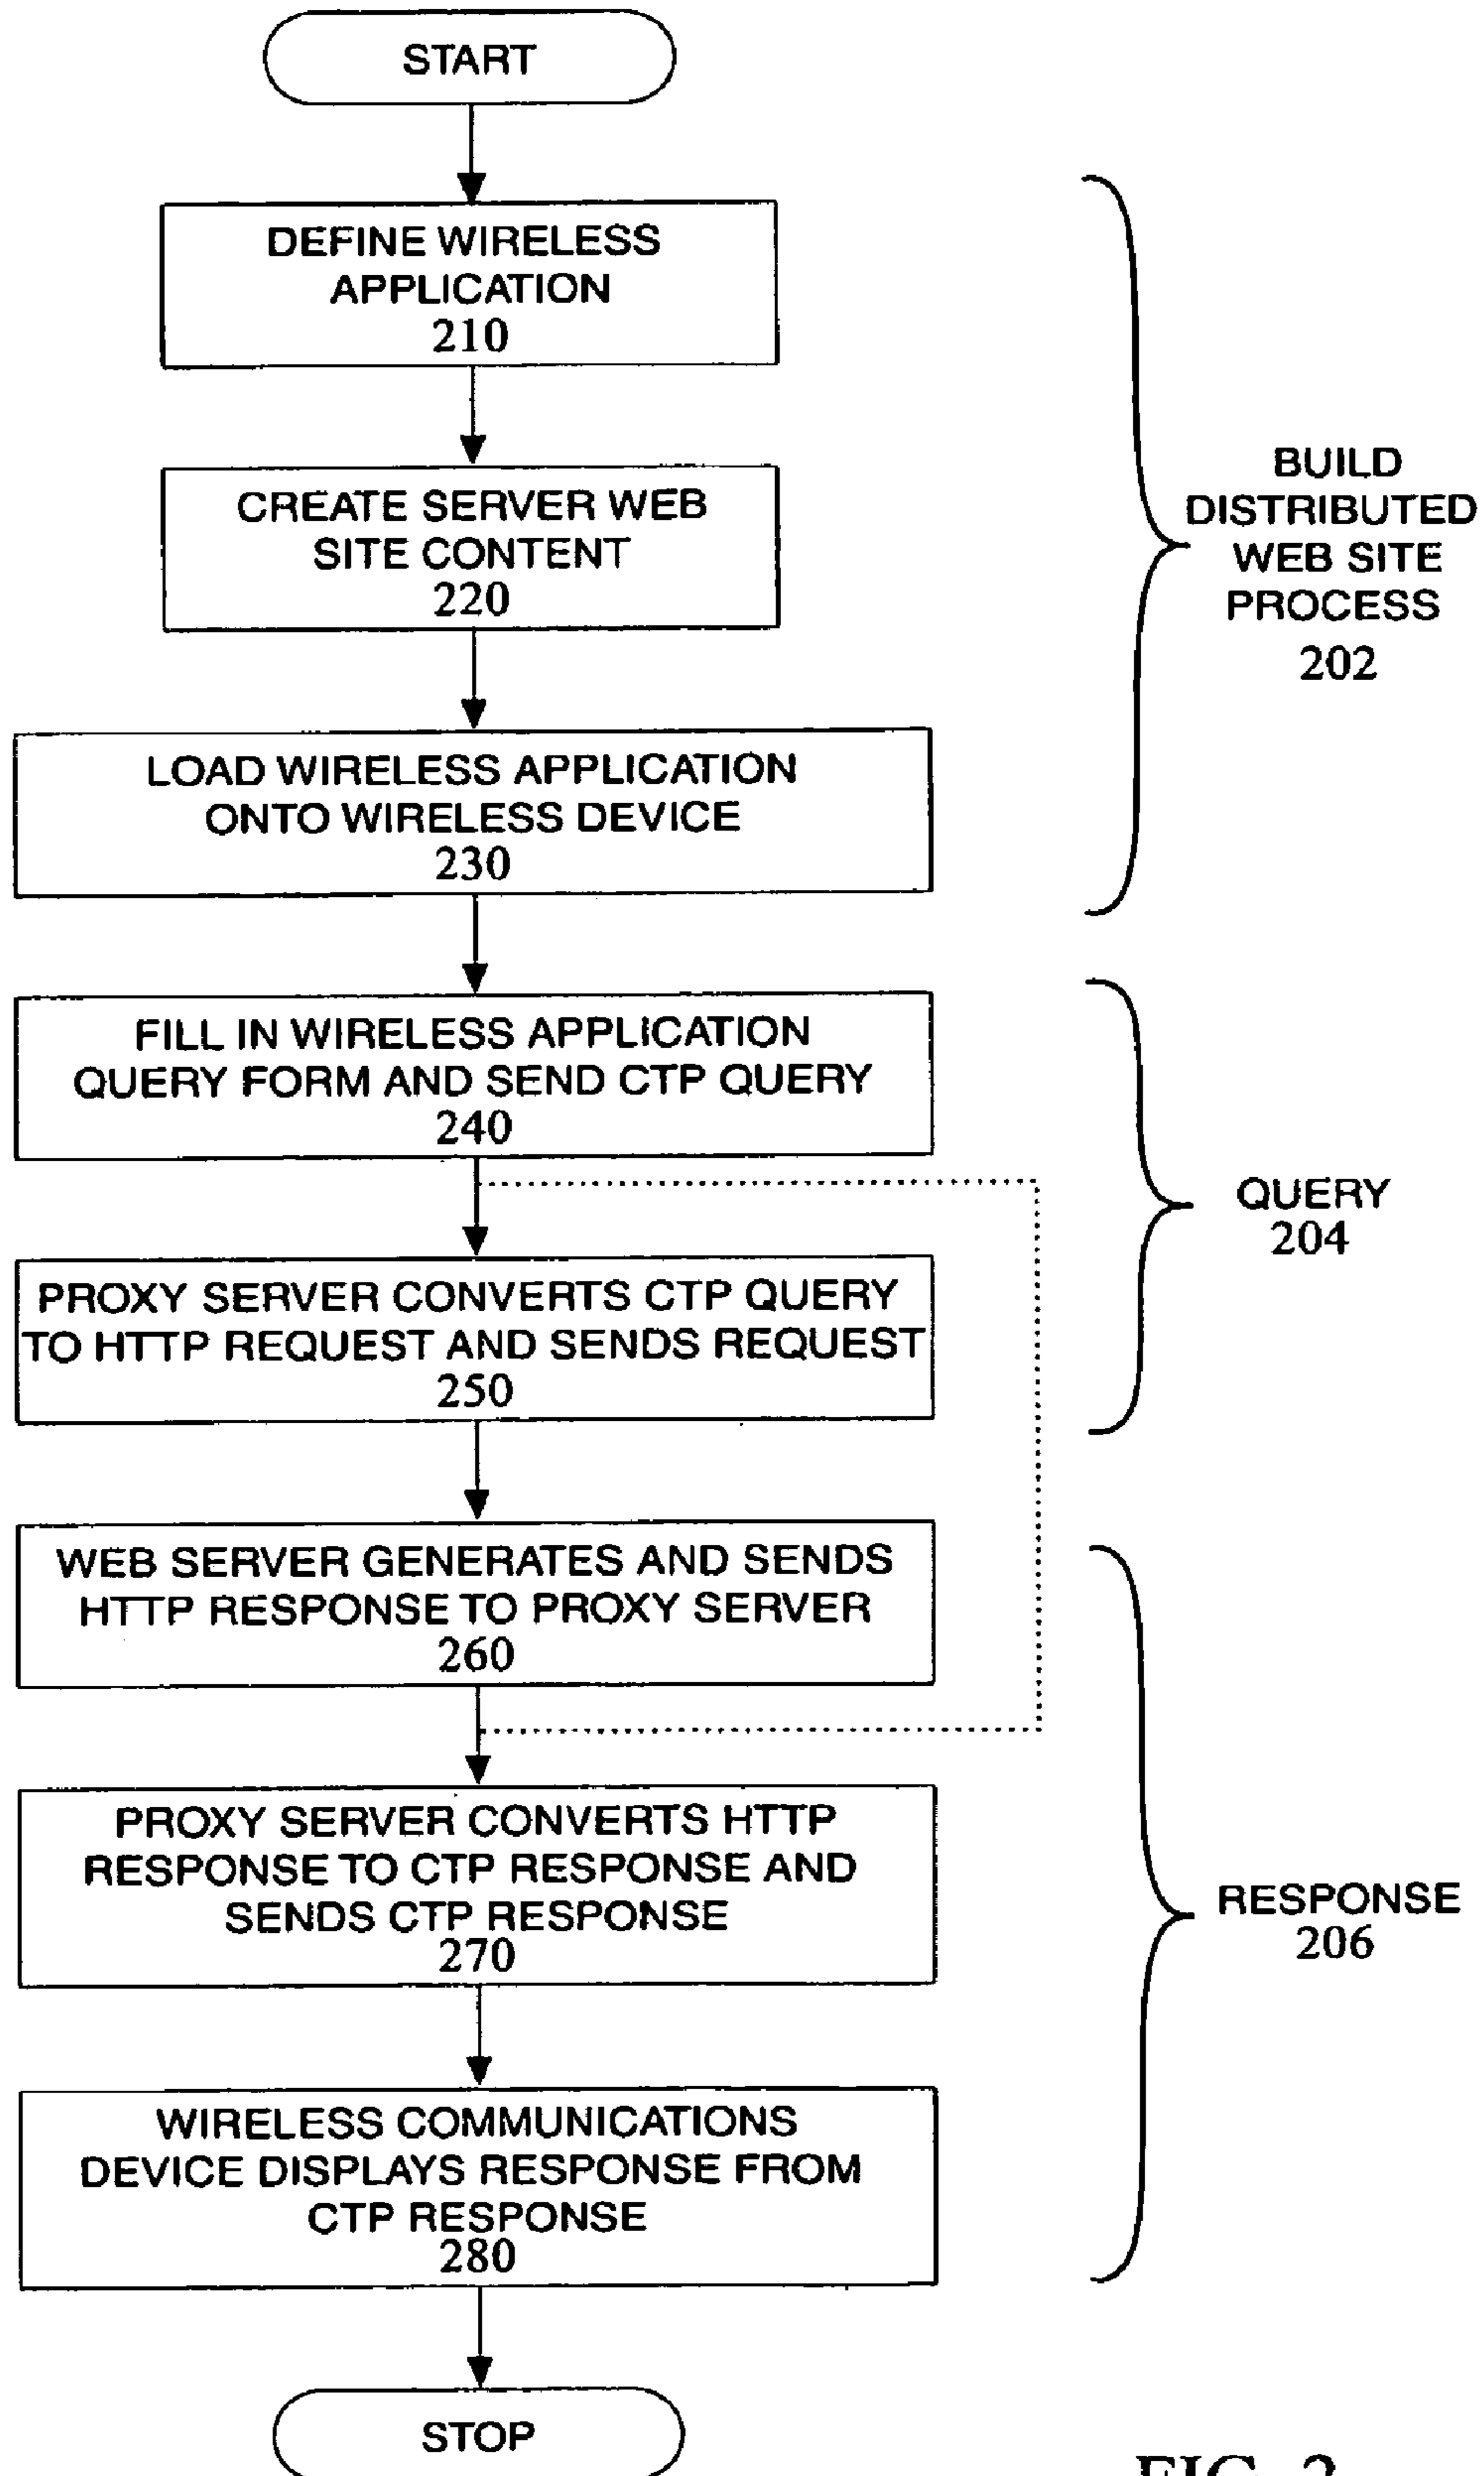 START
DEFINE WIRELESS
APPLICATION
210
CREATE SERVER WEB
SITE CONTENT
220
LOAD WIRELESS APPLICATION
ONTO WIRELESS DEVICE
230
BUILD
DISTRIBUTED
WEB SITE
PROCESS
202
FILL IN WIRELESS APPLICATION
QUERY FORM AND SEND CTP QUERY
240
PROXY SERVER CONVERTS CTP QUERY
TO HTTP REQUEST AND SENDS REQUEST
250
QUERY
204
WEB SERVER GENERATES AND SENDS
HTTP RESPONSE TO PROXY SERVER
260
PROXY SERVER CONVERTS HTTP
RESPONSE TO CTP RESPONSE AND
SENDS CTP RESPONSE
270
WIRELESS COMMUNICATIONS
DEVICE DISPLAYS RESPONSE FROM
CTP RESPONSE
280
RESPONSE
206
STOP